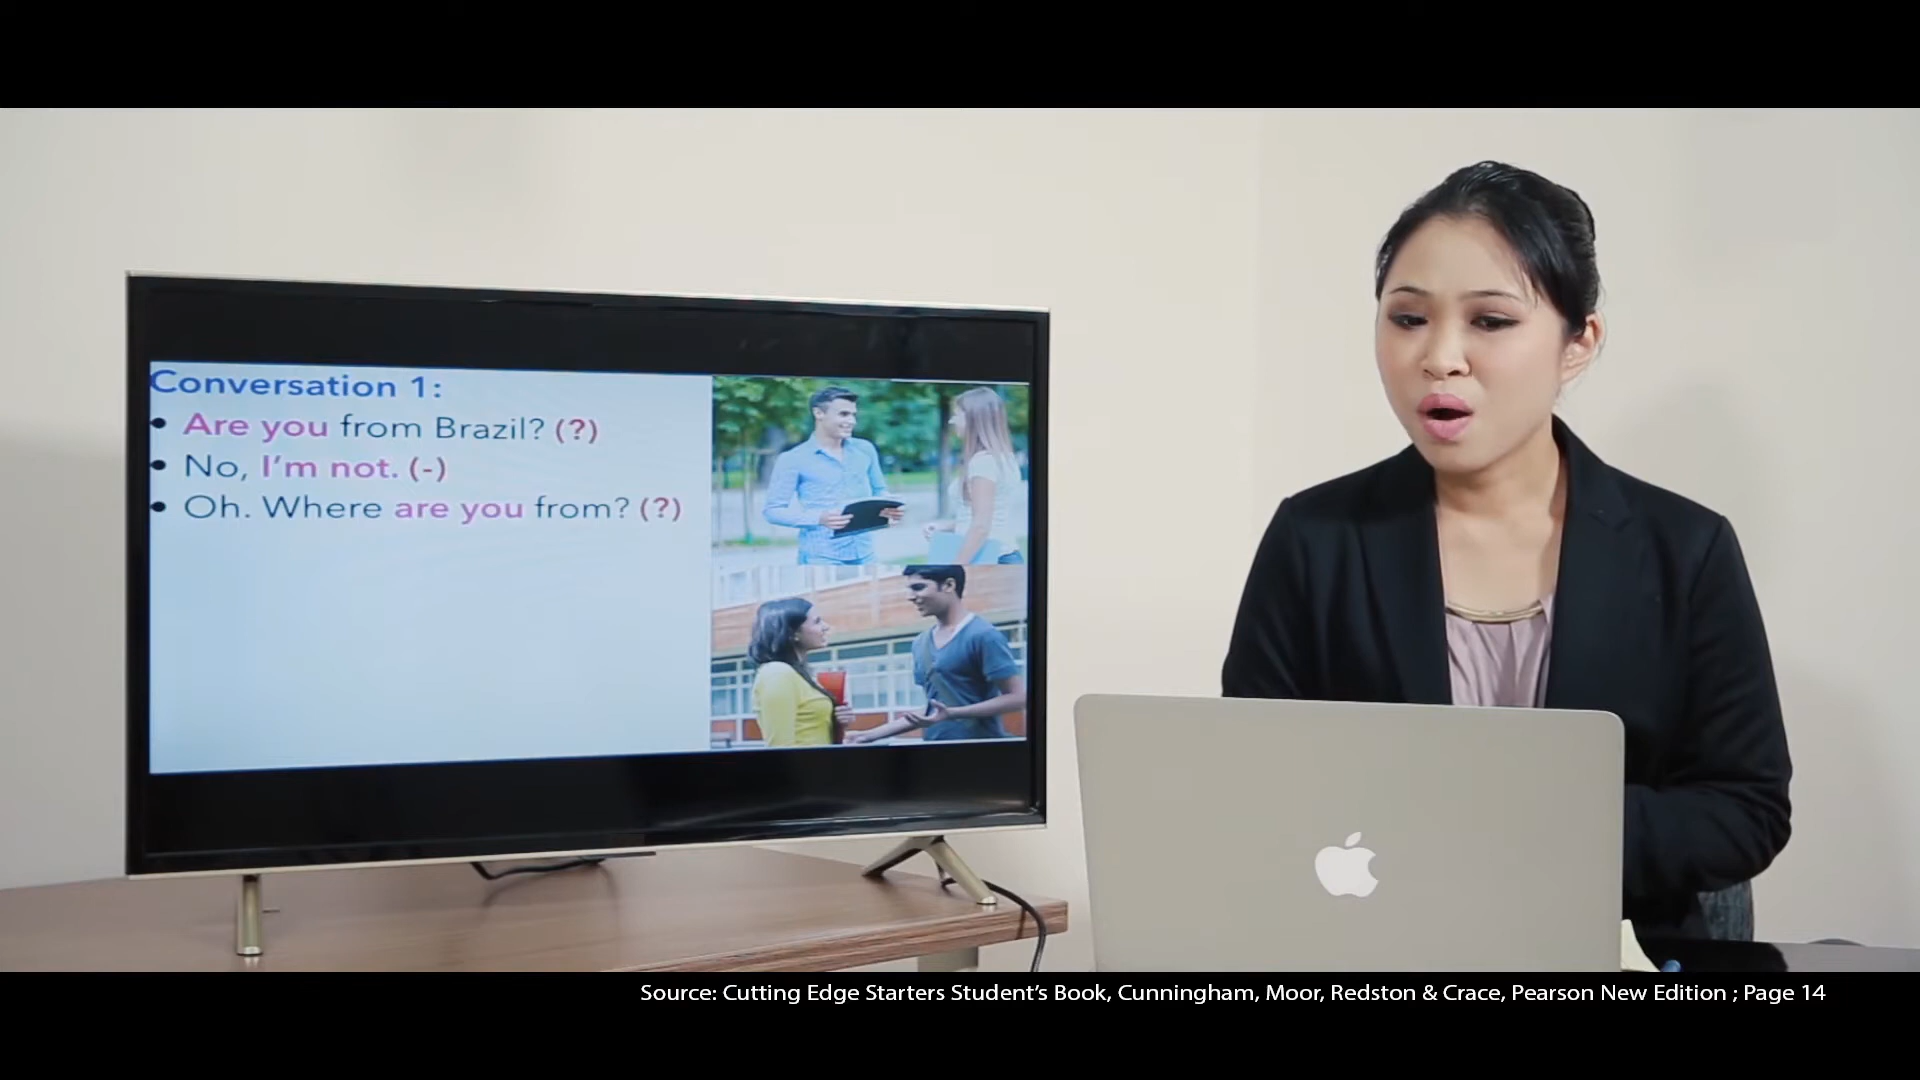 Conversation 1:
• Are you from Brazil? (?)
• No, I'm not. (-)
• Oh. Where are you from? (?)
Source: Cutting Edge Starters Student's Book, Cunningham, Moor, Redston & Crace, Pearson New Edition ; Page 14